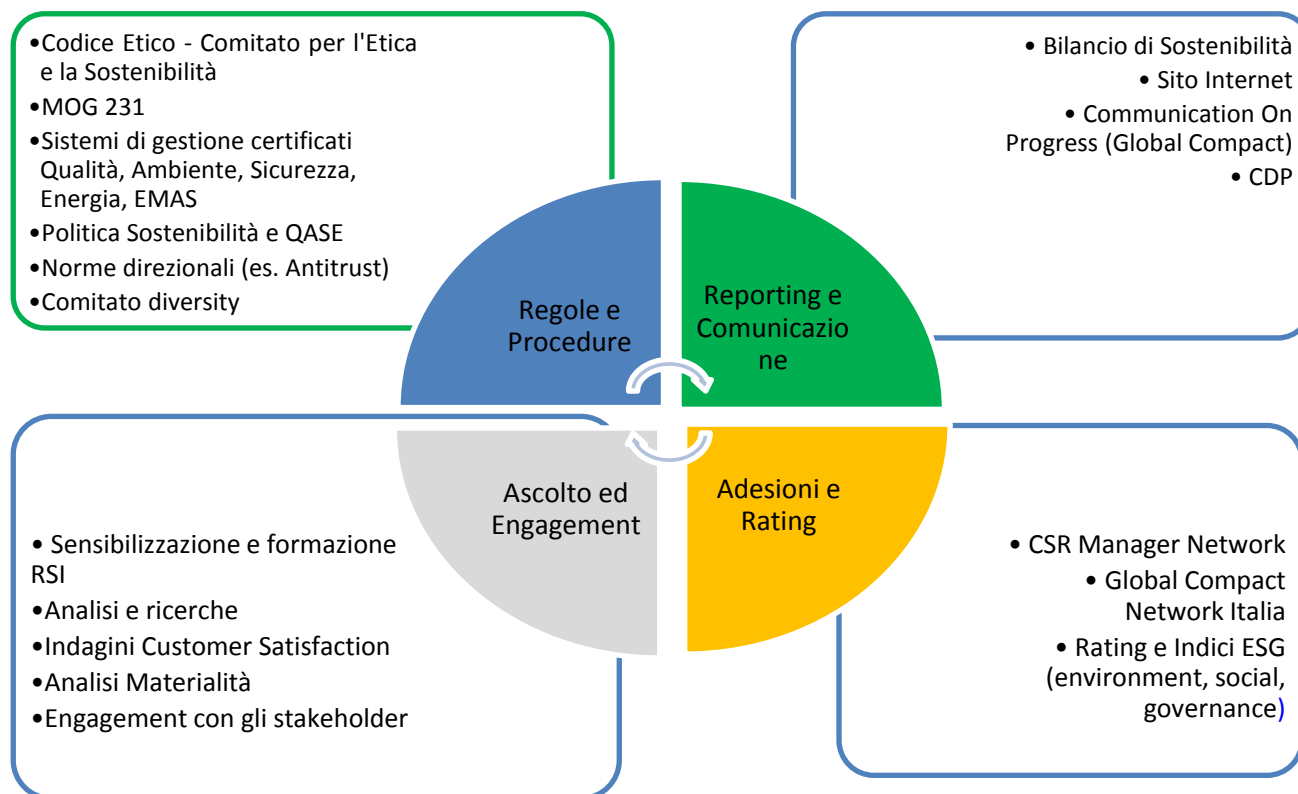 •Codice Etico - Comitato per l'Etica
e la Sostenibilità
•MOG 231
•Sistemi di gestione certificati
Qualità, Ambiente, Sicurezza,
Energia, EMAS
•Politica Sostenibilità e QASE
•Norme direzionali (es. Antitrust)
•Comitato diversity
• Bilancio di Sostenibilità
• Sito Internet
• Communication On
Progress (Global Compact)
• CDP
Regole e
Procedure
Reporting e
Comunicazio
ne
Ascolto ed
Engagement
Adesioni e
Rating
• Sensibilizzazione e formazione
RSI
•Analisi e ricerche
•Indagini Customer Satisfaction
•Analisi Materialità
•Engagement con gli stakeholder
• CSR Manager Network
• Global Compact
Network Italia
• Rating e Indici ESG
(environment, social,
governance)